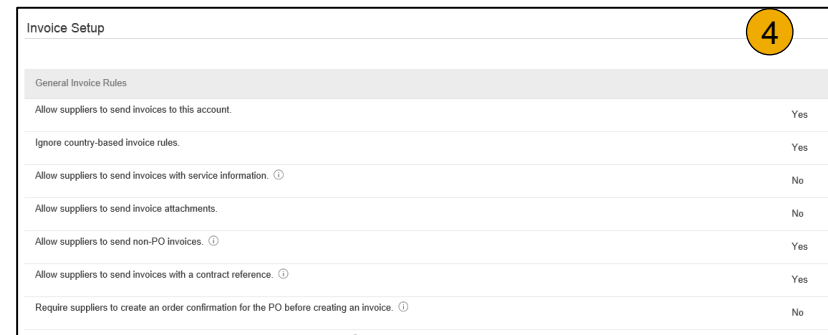 Invoice Setup
4
General Invoice Rules
Allow suppliers to send invoices to this account. Yes
Ignore country-based invoice rules. Yes
Allow suppliers to send invoices with service information. No
Allow suppliers to send invoice attachments. No
Allow suppliers to send non-PO invoices. Yes
Allow suppliers to send invoices with a contract reference. Yes
Require suppliers to create an order confirmation for the PO before creating an invoice. No